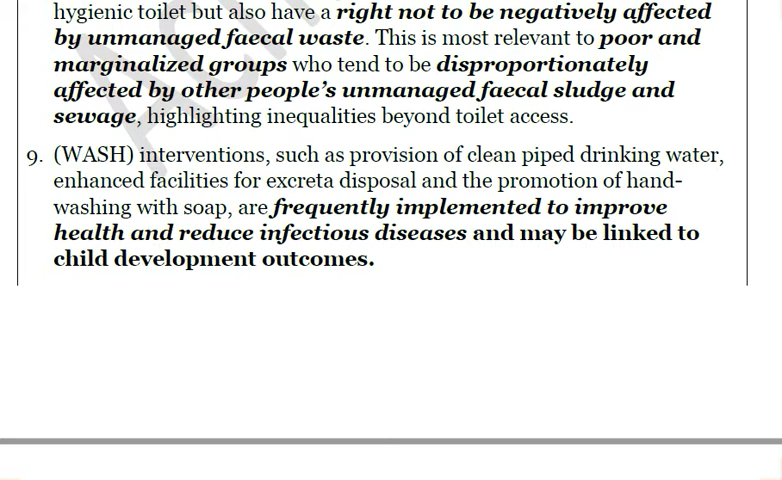 hygienic toilet but also have a right not to be negatively affected
by unmanaged faecal waste. This is most relevant to poor and
marginalized groups who tend to be disproportionately
affected by other people's unmanaged faecal sludge and
sewage, highlighting inequalities beyond toilet access.
9. (WASH) interventions, such as provision of clean piped drinking water,
enhanced facilities for excreta disposal and the promotion of hand-
washing with soap, are frequently implemented to improve
health and reduce infectious diseases and may be linked to
child development outcomes.